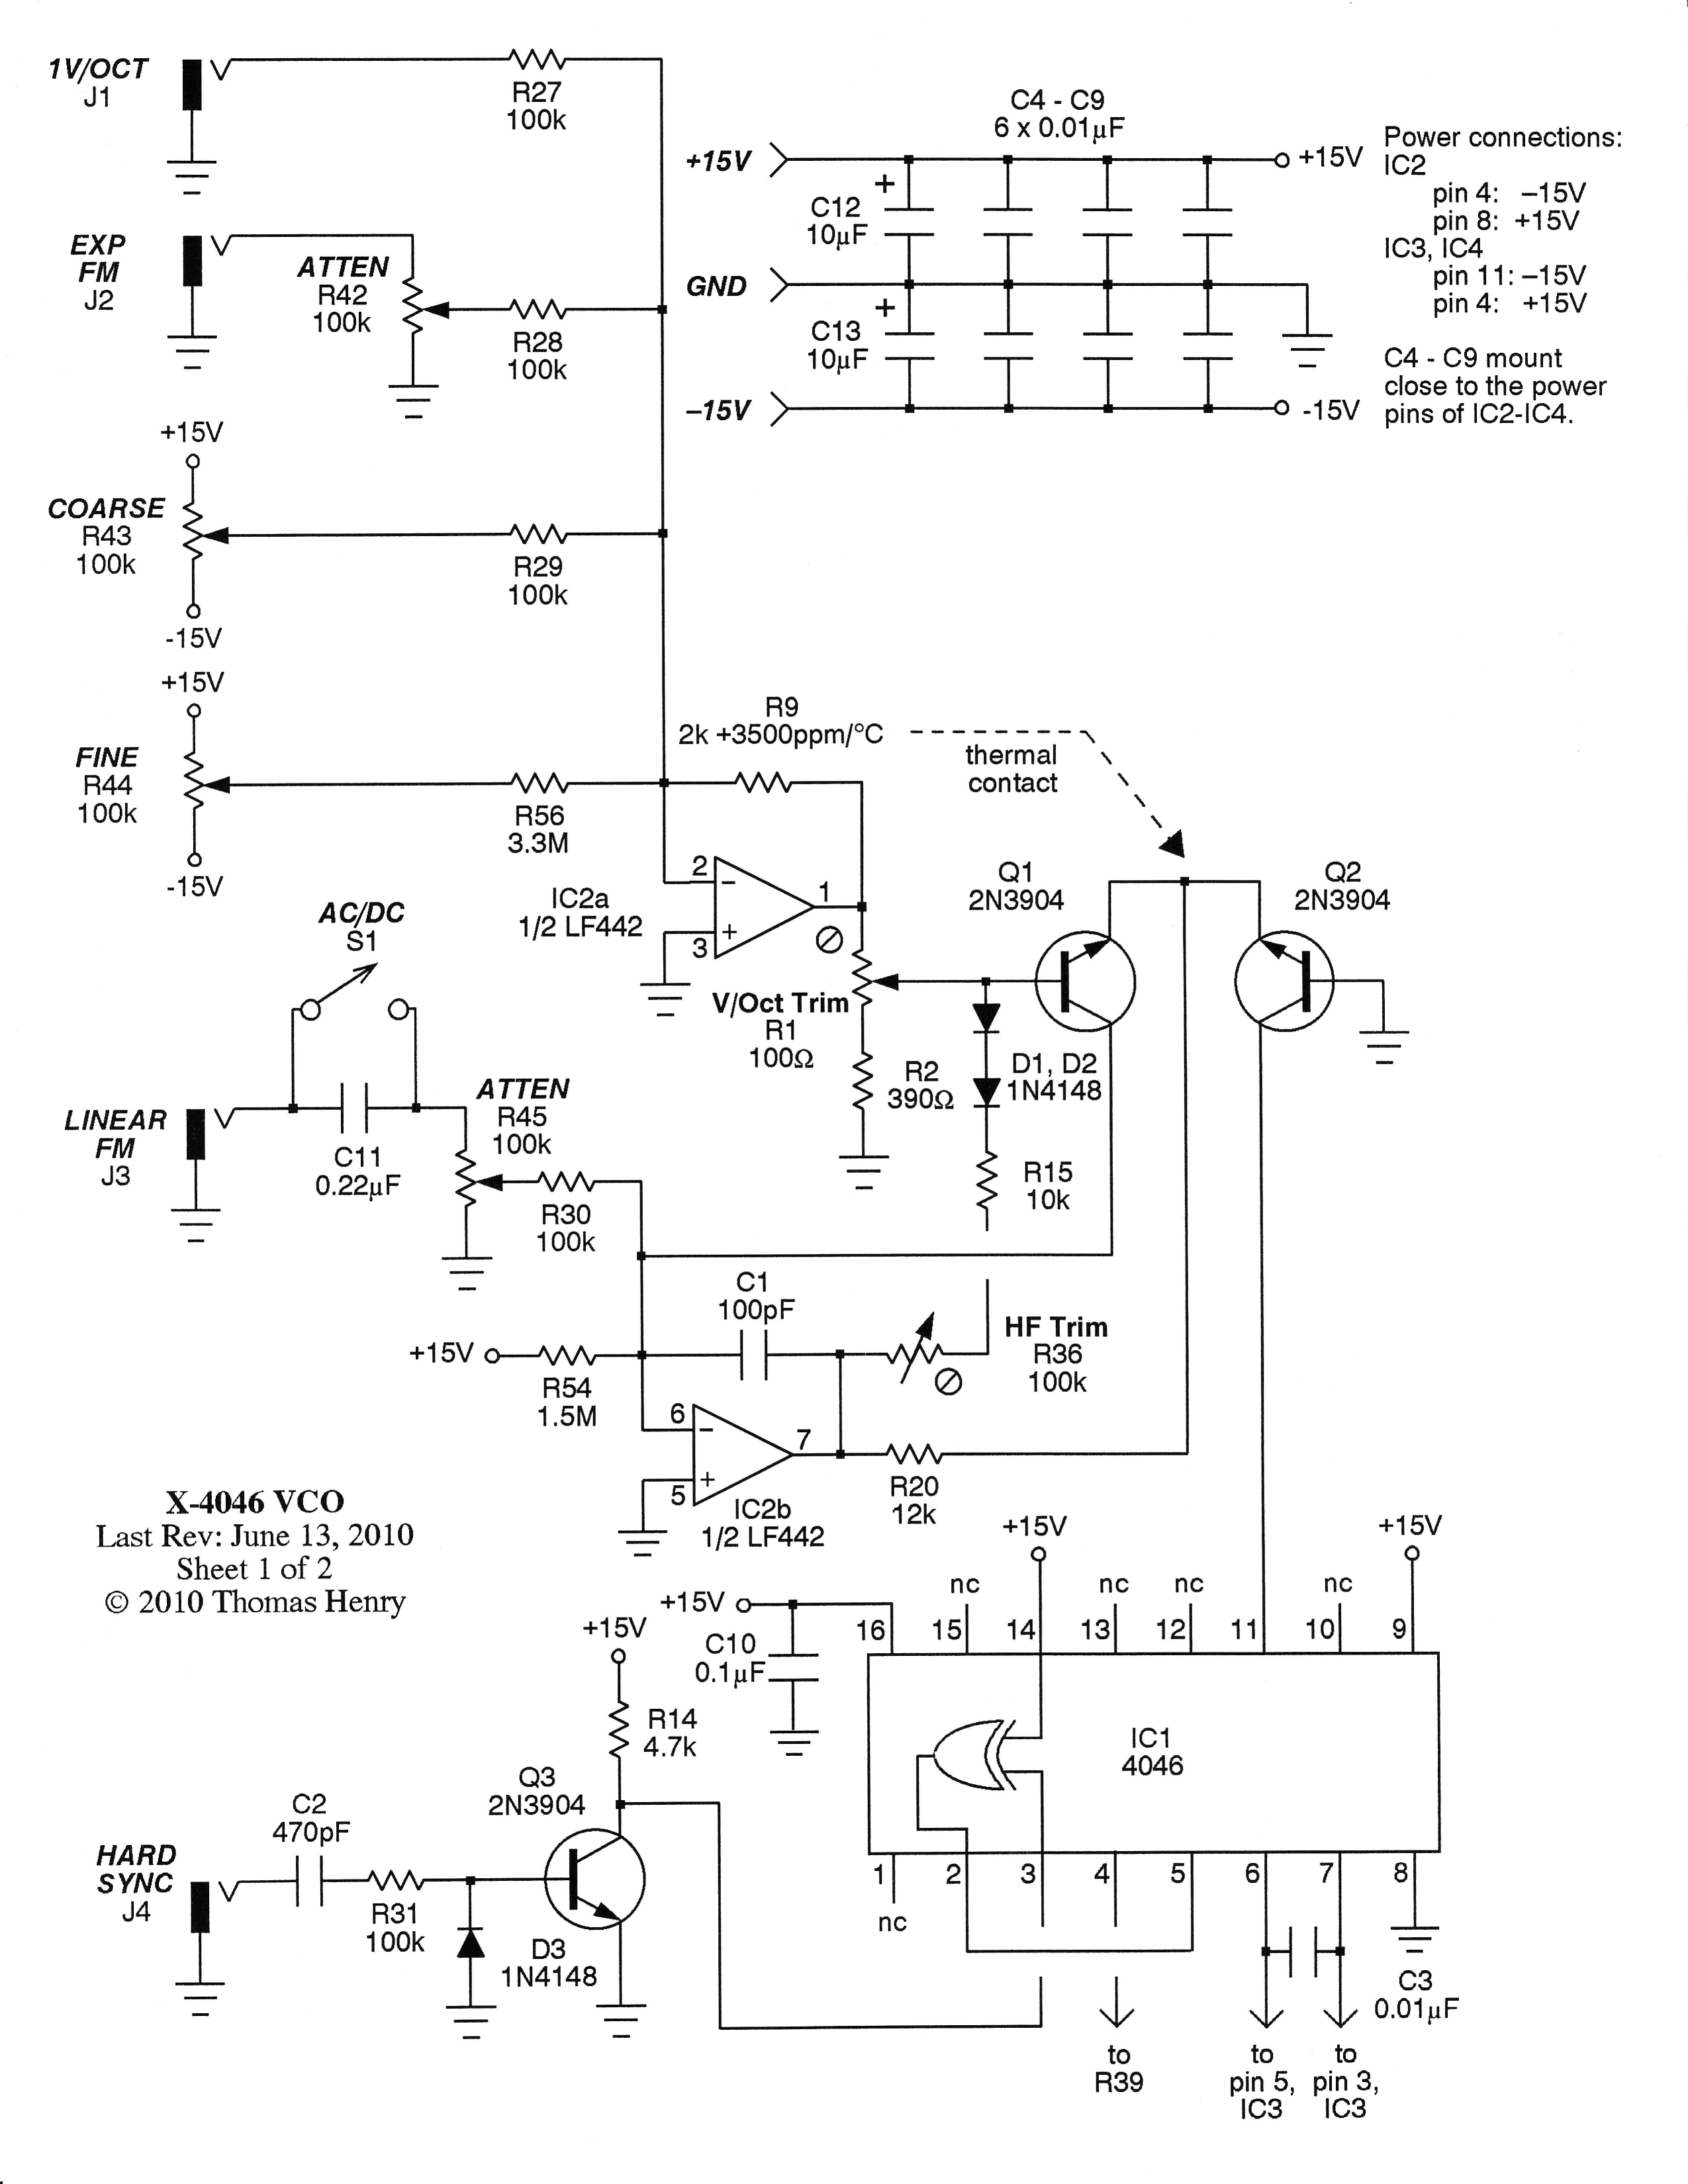 1V/OCT
J1
R27
100k
EXP
FM
J2
ATTEN
R42
100k
R28
100k
+15V
COARSE
R43
100k
-15V
R29
100k
+15V
FINE
R44
100k
-15V
R56
3.3M
C4 - C9
6 x 0.01µF
+15V
+
C12
10µF
GND
+
C13
10µF
–15V
+15V
-15V
Power connections:
IC2
pin 4: –15V
pin 8: +15V
IC3, IC4
pin 11: –15V
pin 4: +15V
C4 - C9 mount
close to the power
pins of IC2-IC4.
R9
2k +3500ppm/°C
thermal
contact
2
–
1
3
+
IC2a
1/2 LF442
Q1
2N3904
Q2
2N3904
V/Oct Trim
R1
100Ω
R2
390Ω
D1, D2
1N4148
R15
10k
AC/DC
S1
LINEAR
FM
J3
C11
0.22µF
ATTEN
R45
100k
R30
100k
C1
100pF
+15V
R54
1.5M
HF Trim
R36
100k
6
–
7
5
+
IC2b
1/2 LF442
R20
12k
X-4046 VCO
Last Rev: June 13, 2010
Sheet 1 of 2
© 2010 Thomas Henry
+15V
+15V
+15V
nc
nc
nc
nc
C10
0.1µF
16
15
14
13
12
11
10
9
IC1
4046
1
2
3
4
5
6
7
8
nc
+15V
R14
4.7k
Q3
2N3904
C2
470pF
HARD
SYNC
J4
R31
100k
D3
1N4148
C3
0.01µF
to
R39
to
pin 5,
IC3
to
pin 3,
IC3